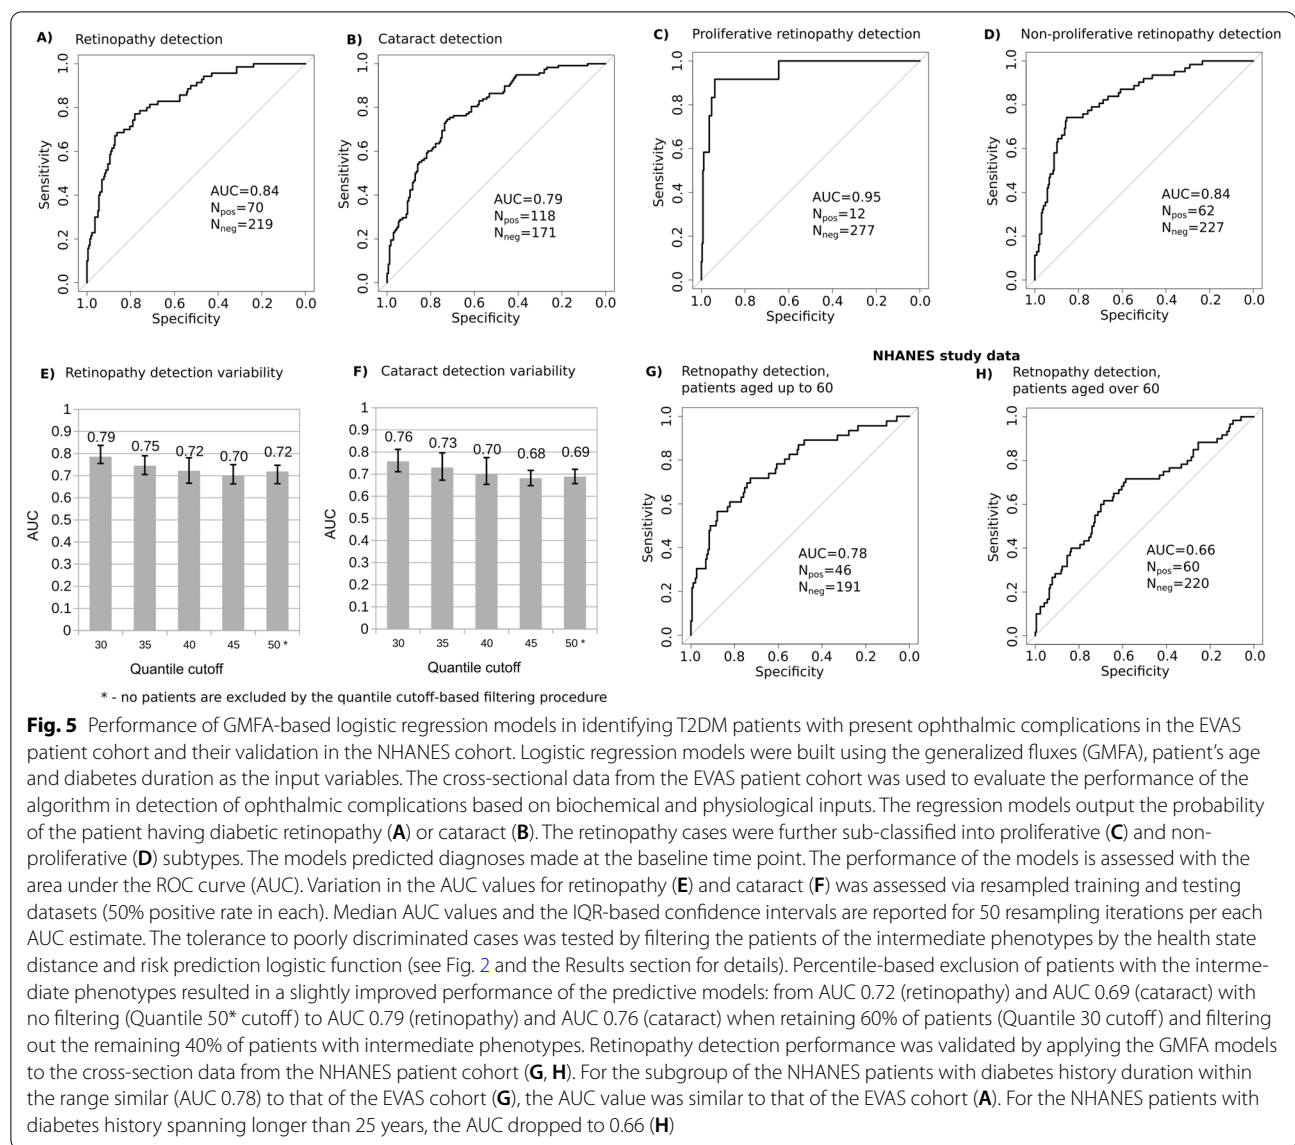 A) Retinopathy detection
1.0
0.8
0.6
0.4
0.2
0.0
Sensitivity
AUC=0.84
Npos=70
Nneg=219
1.0 0.8 0.6 0.4 0.2 0.0
Specificity
B) Cataract detection
1.0
0.8
0.6
0.4
0.2
0.0
Sensitivity
AUC=0.79
Npos=118
Nneg=171
1.0 0.8 0.6 0.4 0.2 0.0
Specificity
C) Proliferative retinopathy detection
1.0
0.8
0.6
0.4
0.2
0.0
Sensitivity
AUC=0.95
Npos=12
Nneg=277
1.0 0.8 0.6 0.4 0.2 0.0
Specificity
D) Non-proliferative retinopathy detection
1.0
0.8
0.6
0.4
0.2
0.0
Sensitivity
AUC=0.84
Npos=62
Nneg=227
1.0 0.8 0.6 0.4 0.2 0.0
Specificity
E) Retinopathy detection variability
1
0.9
0.8
0.7
0.6
0.5
0.4
0.3
0.2
0.1
0
AUC
0.79 0.75 0.72 0.70 0.72
30 35 40 45 50 *
Quantile cutoff
F) Cataract detection variability
1
0.9
0.8
0.7
0.6
0.5
0.4
0.3
0.2
0.1
0
AUC
0.76 0.73 0.70 0.68 0.69
30 35 40 45 50 *
Quantile cutoff
* - no patients are excluded by the quantile cutoff-based filtering procedure
NHANES study data
G) Retnopathy detection,
patients aged up to 60
1.0
0.8
0.6
0.4
0.2
0.0
Sensitivity
AUC=0.78
Npos=46
Nneg=191
1.0 0.8 0.6 0.4 0.2 0.0
Specificity
H) Retnopathy detection,
patients aged over 60
1.0
0.8
0.6
0.4
0.2
0.0
Sensitivity
AUC=0.66
Npos=60
Nneg=220
1.0 0.8 0.6 0.4 0.2 0.0
Specificity
Fig. 5 Performance of GMFA-based logistic regression models in identifying T2DM patients with present ophthalmic complications in the EVAS
patient cohort and their validation in the NHANES cohort. Logistic regression models were built using the generalized fluxes (GMFA), patient's age
and diabetes duration as the input variables. The cross-sectional data from the EVAS patient cohort was used to evaluate the performance of the
algorithm in detection of ophthalmic complications based on biochemical and physiological inputs. The regression models output the probability
of the patient having diabetic retinopathy (A) or cataract (B). The retinopathy cases were further sub-classified into proliferative (C) and non-
proliferative (D) subtypes. The models predicted diagnoses made at the baseline time point. The performance of the models is assessed with the
area under the ROC curve (AUC). Variation in the AUC values for retinopathy (E) and cataract (F) was assessed via resampled training and testing
datasets (50% positive rate in each). Median AUC values and the IQR-based confidence intervals are reported for 50 resampling iterations per each
AUC estimate. The tolerance to poorly discriminated cases was tested by filtering the patients of the intermediate phenotypes by the health state
distance and risk prediction logistic function (see Fig. 2 and the Results section for details). Percentile-based exclusion of patients with the interme-
diate phenotypes resulted in a slightly improved performance of the predictive models: from AUC 0.72 (retinopathy) and AUC 0.69 (cataract) with
no filtering (Quantile 50* cutoff) to AUC 0.79 (retinopathy) and AUC 0.76 (cataract) when retaining 60% of patients (Quantile 30 cutoff) and filtering
out the remaining 40% of patients with intermediate phenotypes. Retinopathy detection performance was validated by applying the GMFA models
to the cross-section data from the NHANES patient cohort (G, H). For the subgroup of the NHANES patients with diabetes history duration within
the range similar (AUC 0.78) to that of the EVAS cohort (G), the AUC value was similar to that of the EVAS cohort (A). For the NHANES patients with
diabetes history spanning longer than 25 years, the AUC dropped to 0.66 (H)